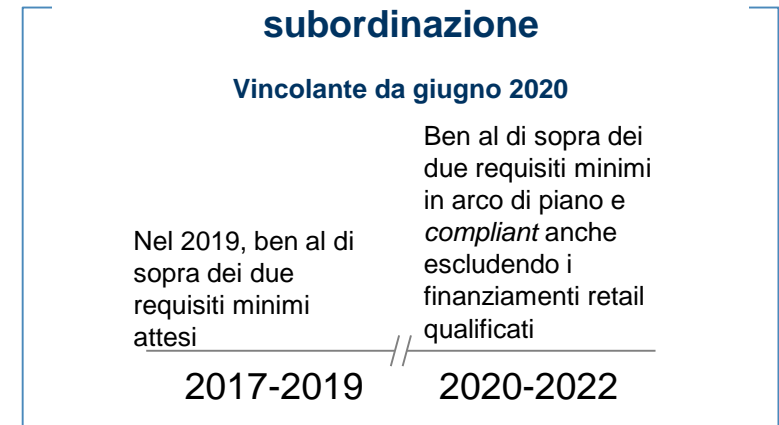 subordinazione
Vincolante da giugno 2020
Nel 2019, ben al di
sopra dei due
requisiti minimi
attesi
Ben al di sopra dei
due requisiti minimi
in arco di piano e
compliant anche
escludendo i
finanziamenti retail
qualificati
2017-2019
2020-2022